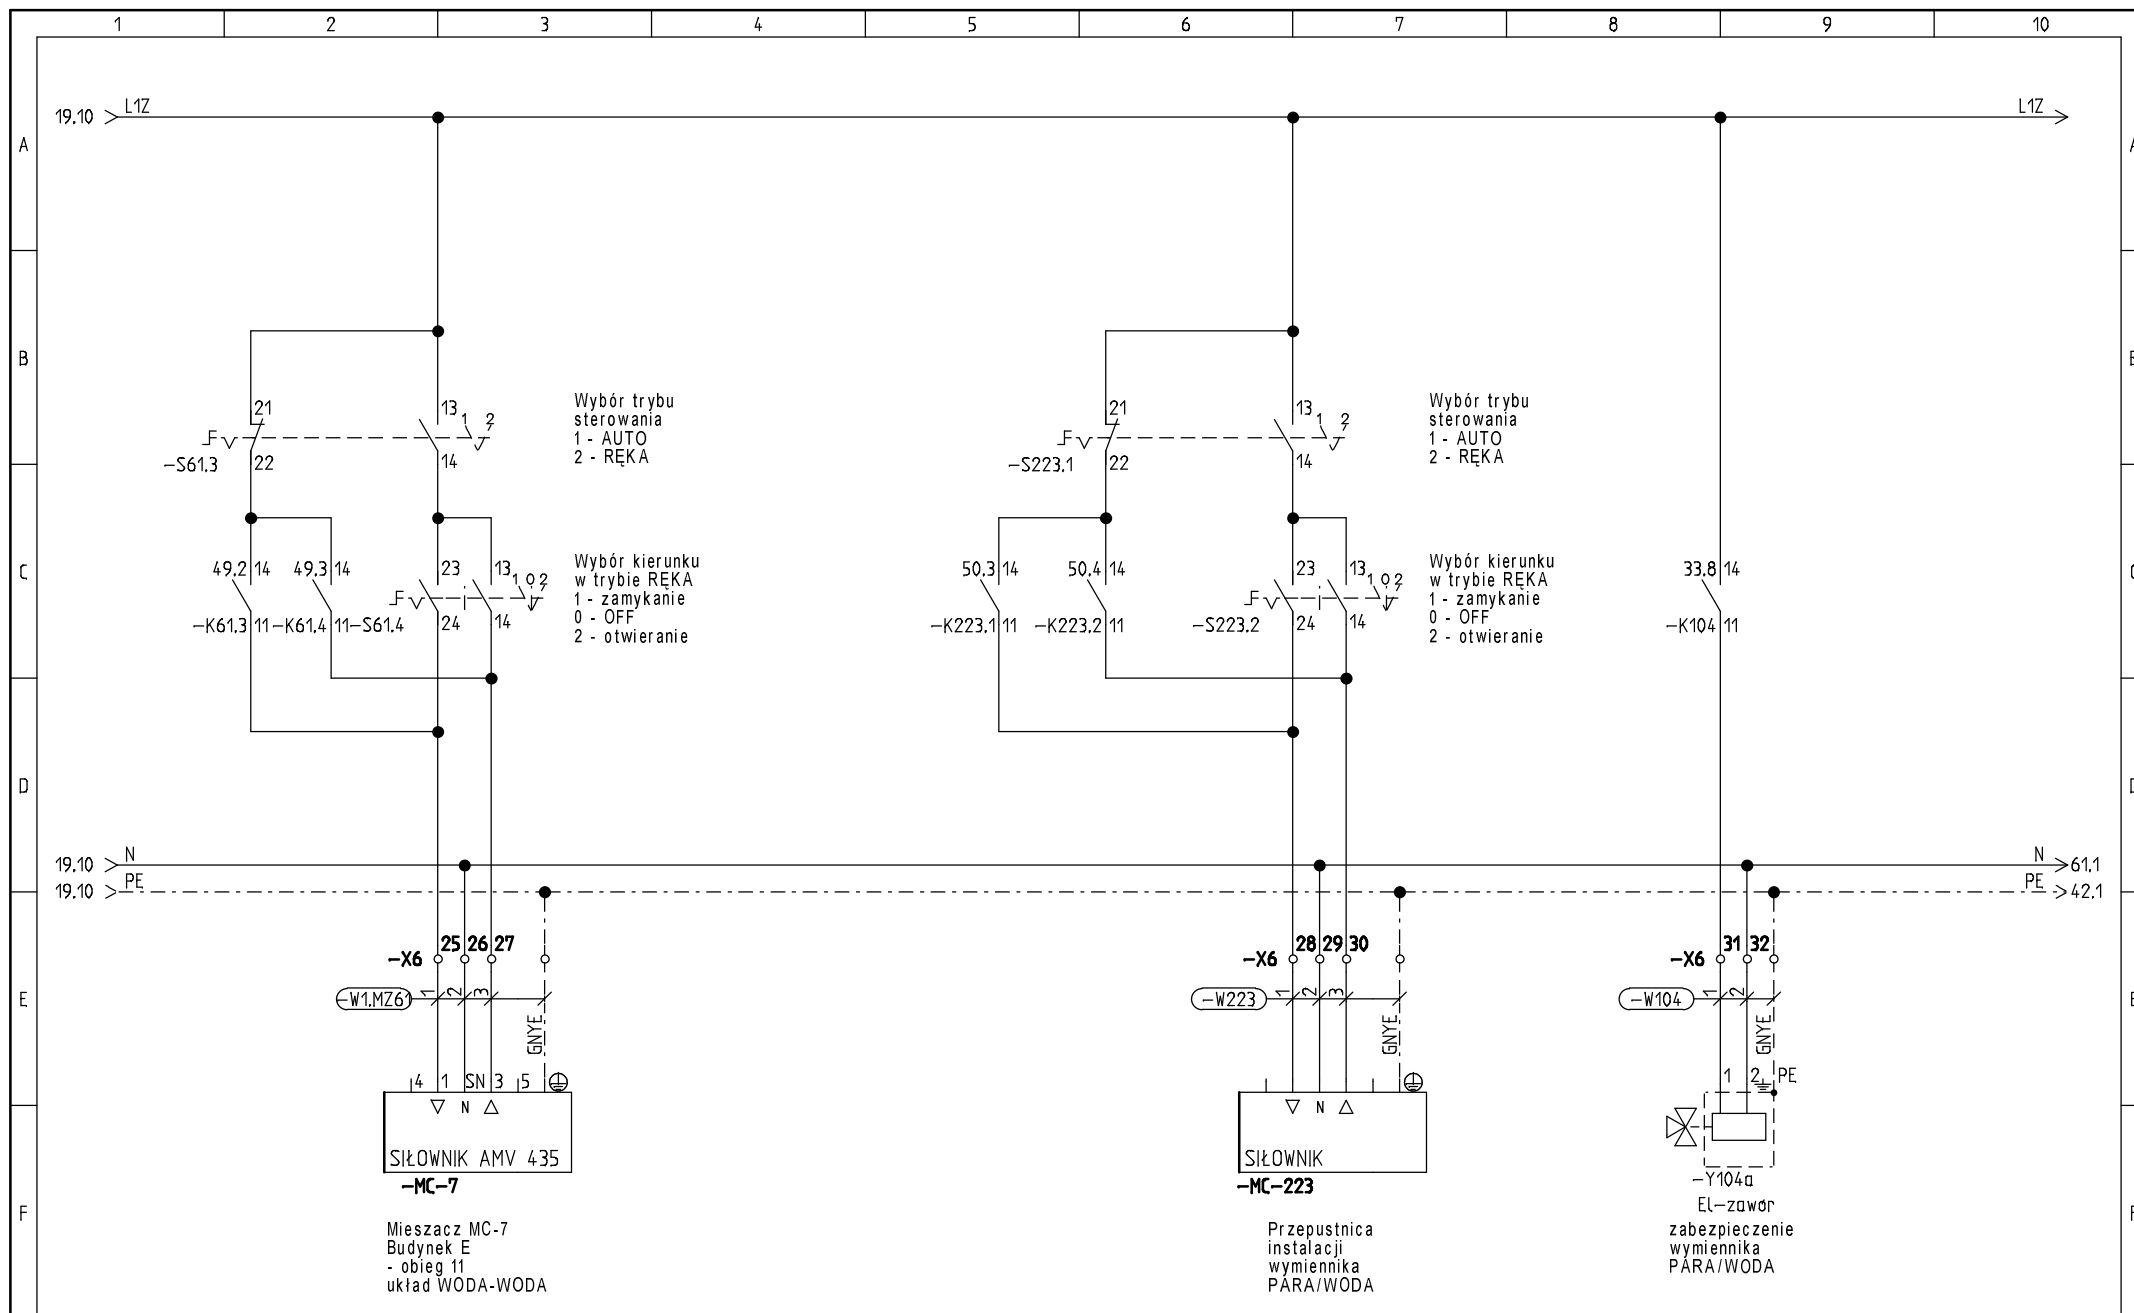 1 2 3 4 5 6 7 8 9 10
19.10 L1Z L1Z
A
B
21 13 1 2
-S61.3 22 14
Wybór trybu
sterowania
1 - AUTO
2 - RĘKA
21 13 1 2
-S223.1 22 14
Wybór trybu
sterowania
1 - AUTO
2 - RĘKA
C
49.2 14 49.3 14 23 13 1 0 2
-K61.3 11 -K61.4 11 -S61.4 24 14
Wybór kierunku
w trybie RĘKA
1 - zamykanie
0 - OFF
2 - otwieranie
50.3 14 50.4 14 23 13 1 0 2
-K223.1 11 -K223.2 11 -S223.2 24 14
Wybór kierunku
w trybie RĘKA
1 - zamykanie
0 - OFF
2 - otwieranie
33.8 14
-K104 11
D
19.10 N N 61.1
19.10 PE PE 42.1
E
-X6 25 26 27
-W1.MZ61 1 2 3
GNYE
4 1 SN 3 5
N
SIŁOWNIK AMV 435
-MC-7
Mieszacz MC-7
Budynek E
- obieg 11
układ WODA-WODA
-X6 28 29 30
-W223 1 2 3
GNYE
N
SIŁOWNIK
-MC-223
Przepustnica
instalacji
wymiennika
PARA/WODA
-X6 31 32
-W104 1 2
GNYE
1 2 PE
-Y104a
El-zawór
zabezpieczenie
wymiennika
PARA/WODA
F